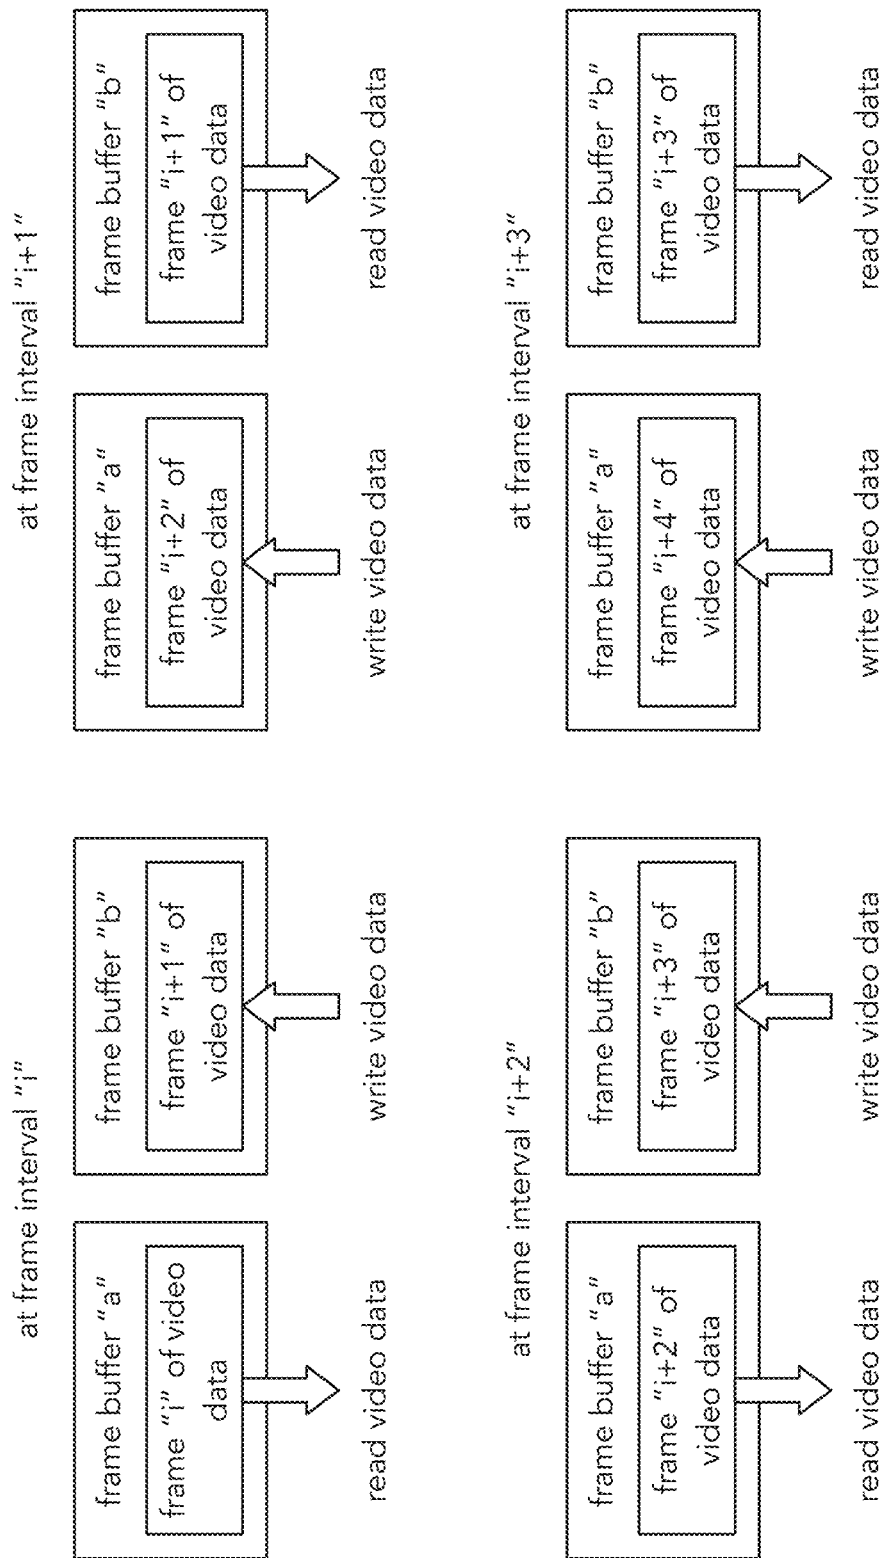 at frame interval "i"
frame buffer "a"
frame "i" of video
data
read video data
frame buffer "b"
frame "i+1" of
video data
write video data
at frame interval "i+1"
frame buffer "a"
frame "i+2" of
video data
write video data
frame buffer "b"
frame "i+1" of
video data
read video data
at frame interval "i+2"
frame buffer "a"
frame "i+2" of
video data
read video data
frame buffer "b"
frame "i+3" of
video data
write video data
at frame interval "i+3"
frame buffer "a"
frame "i+4" of
video data
write video data
frame buffer "b"
frame "i+3" of
video data
read video data